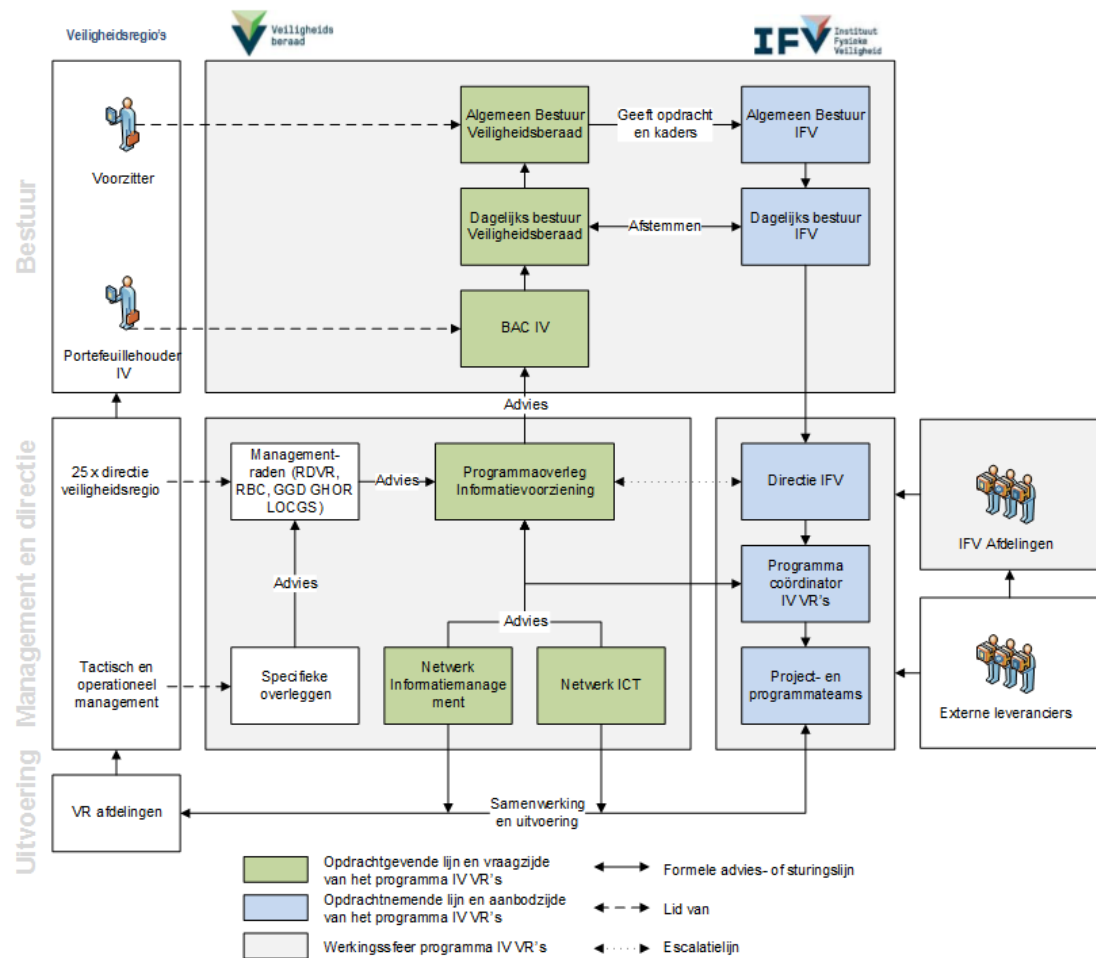 Veiligheidsregio's
Veiligheids
beraad
IFV
Instituut
Fysieke
Veiligheid
Bestuur
Voorzitter
Algemeen Bestuur
Veiligheidsberaad
Geeft opdracht
en kaders
Algemeen Bestuur
IFV
Dagelijks bestuur
Veiligheidsberaad
Afstemmen
Dagelijks bestuur
IFV
Portefeuillehouder
IV
BAC IV
Advies
Management en directie
25 x directie
veiligheidsregio
Management-
raden (RDVR,
RBC, GGD GHOR
LOCGS)
Advies
Programmaoverleg
Informatievoorziening
Directie IFV
IFV Afdelingen
Advies
Programma
coördinator
IV VR's
Advies
Tactisch en
operationeel
management
Specifieke
overleggen
Netwerk
Informatiemanage
ment
Netwerk ICT
Project- en
programmateams
Externe leveranciers
Uitvoering
VR afdelingen
Samenwerking
en uitvoering
Opdrachtgevende lijn en vraagzijde
van het programma IV VR's
Formele advies- of sturingslijn
Opdrachtnemende lijn en aanbodzijde
van het programma IV VR's
Lid van
Werkingssfeer programma IV VR's
Escalatielijn